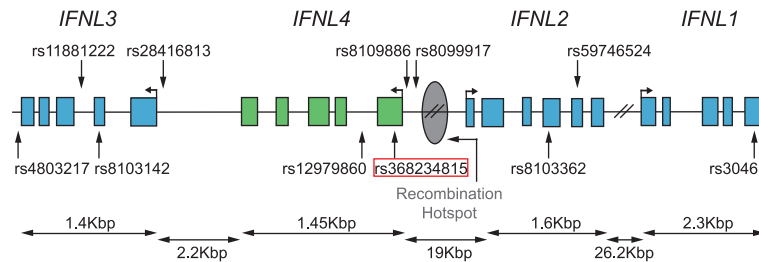 IFNL3 IFNL4 IFNL2 IFNL1
rs11881222 rs28416813 rs8109886 rs8099917 rs59746524
rs4803217 rs8103142 rs12979860 rs368234815 rs8103362 rs3046
Recombination
Hotspot
1.4Kbp 1.45Kbp 1.6Kbp 2.3Kbp
2.2Kbp 19Kbp 26.2Kbp